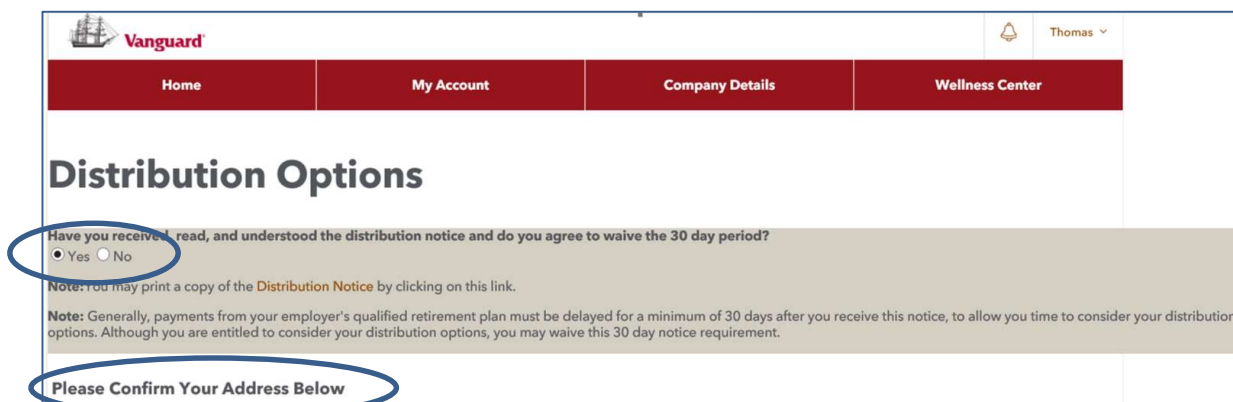 Vanguard
Thomas
Home My Account Company Details Wellness Center
Distribution Options
Have you received, read, and understood the distribution notice and do you agree to waive the 30 day period?
Yes No
Note: You may print a copy of the Distribution Notice by clicking on this link.
Note: Generally, payments from your employer's qualified retirement plan must be delayed for a minimum of 30 days after you receive this notice, to allow you time to consider your distribution
options. Although you are entitled to consider your distribution options, you may waive this 30 day notice requirement.
Please Confirm Your Address Below